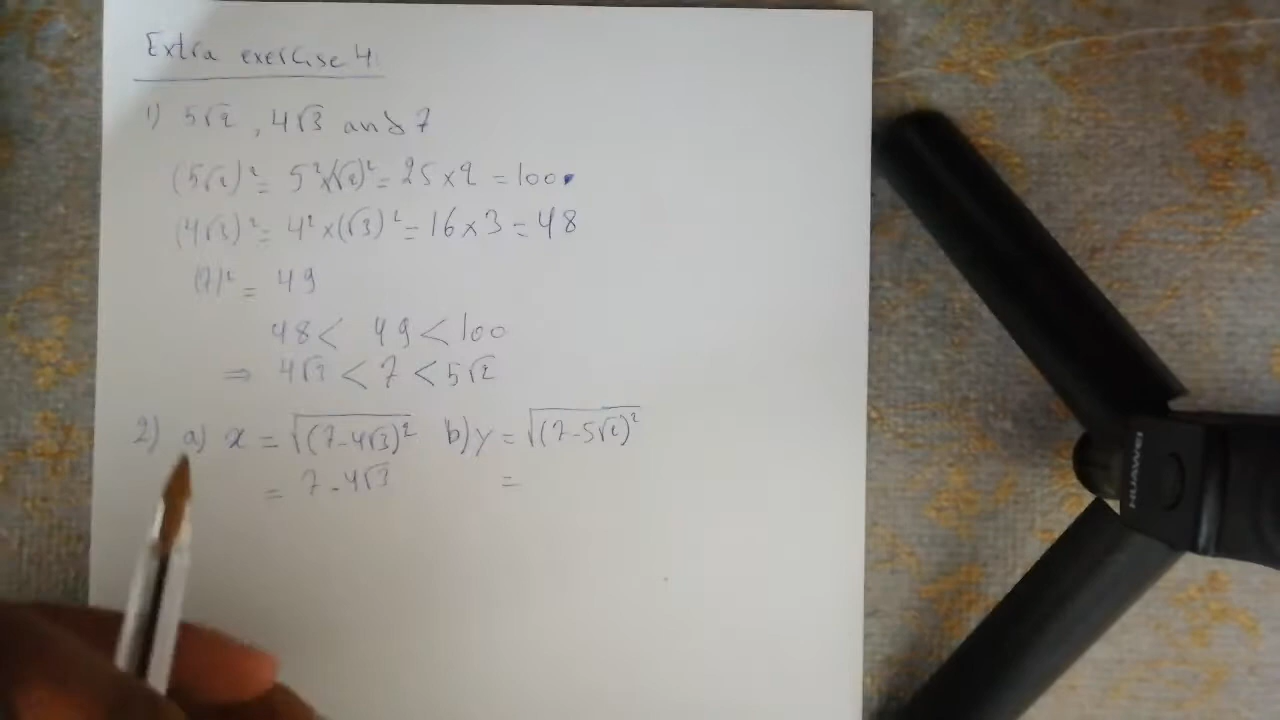 Extra exercise 4
1) 5√2 , 4√3 and 7
(5√2)² = 5²×(√2)² = 25 × 2 = 100
(4√3)² = 4² × (√3)² = 16 × 3 = 48
(7)² = 49
48 < 49 < 100
⇒ 4√3 < 7 < 5√2
2) a) x = √(7-4√3)² b) y = √(7-5√2)²
= 7-4√3 =
HUAWEI